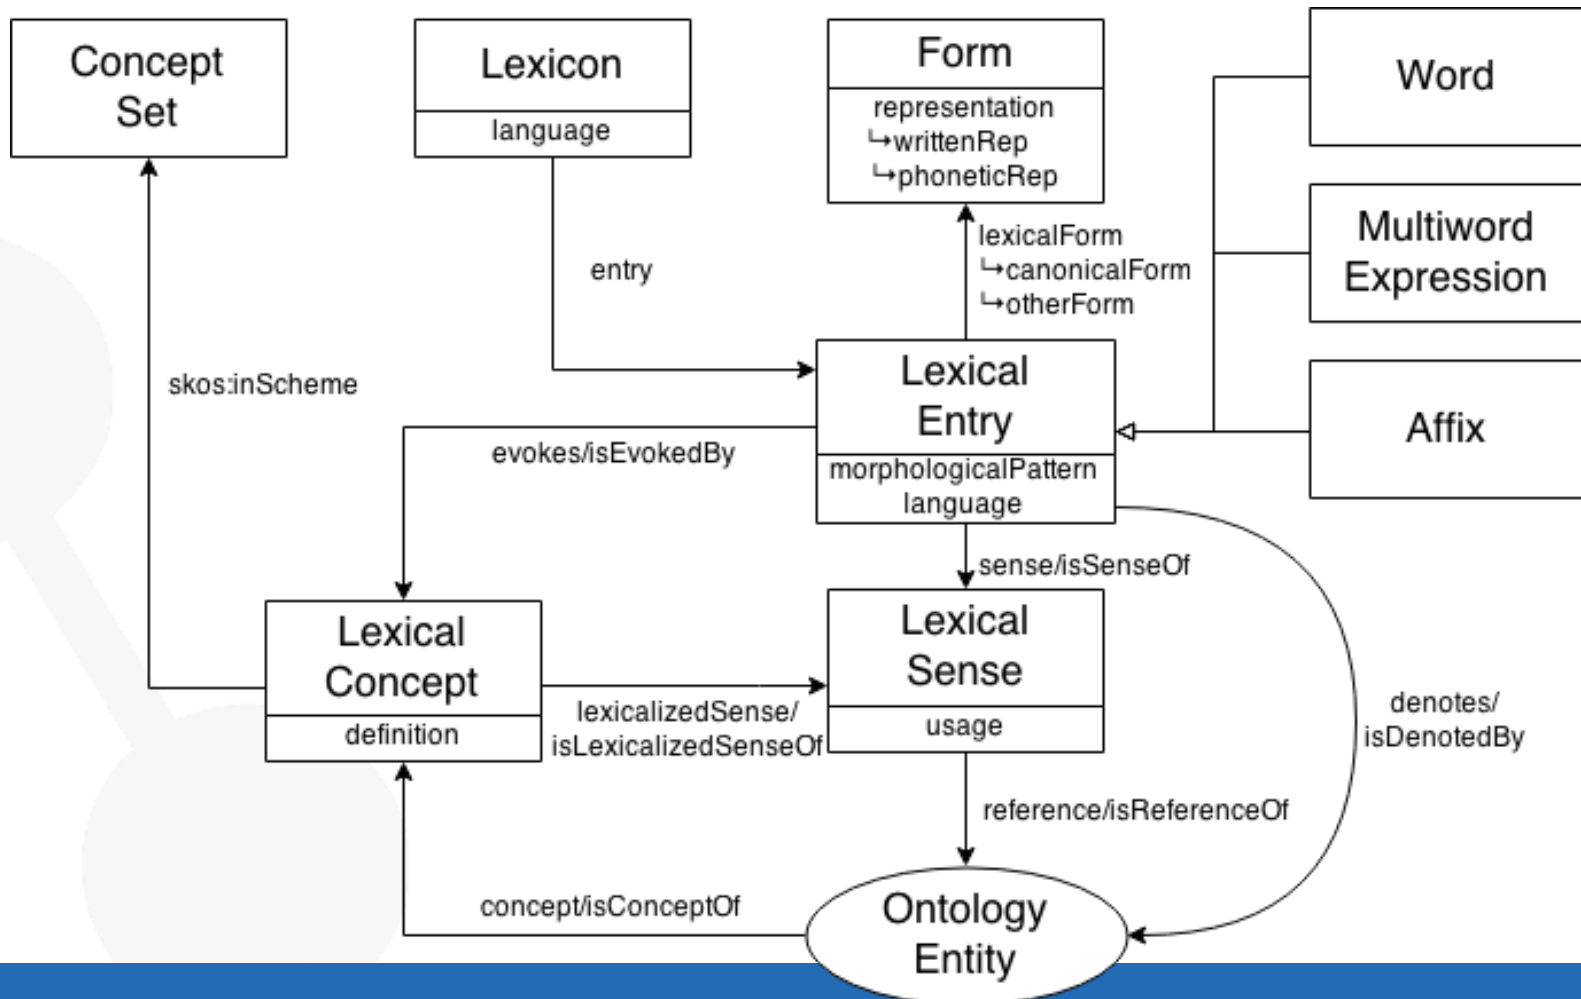 Concept
Set
Lexicon
language
Form
representation
↳writtenRep
↳phoneticRep
Word
Multiword
Expression
Affix
entry
lexicalForm
↳canonicalForm
↳otherForm
skos:inScheme
Lexical
Entry
morphologicalPattern
language
evokes/isEvokedBy
sense/isSenseOf
Lexical
Concept
definition
lexicalizedSense/
isLexicalizedSenseOf
Lexical
Sense
usage
denotes/
isDenotedBy
reference/isReferenceOf
concept/isConceptOf
Ontology
Entity